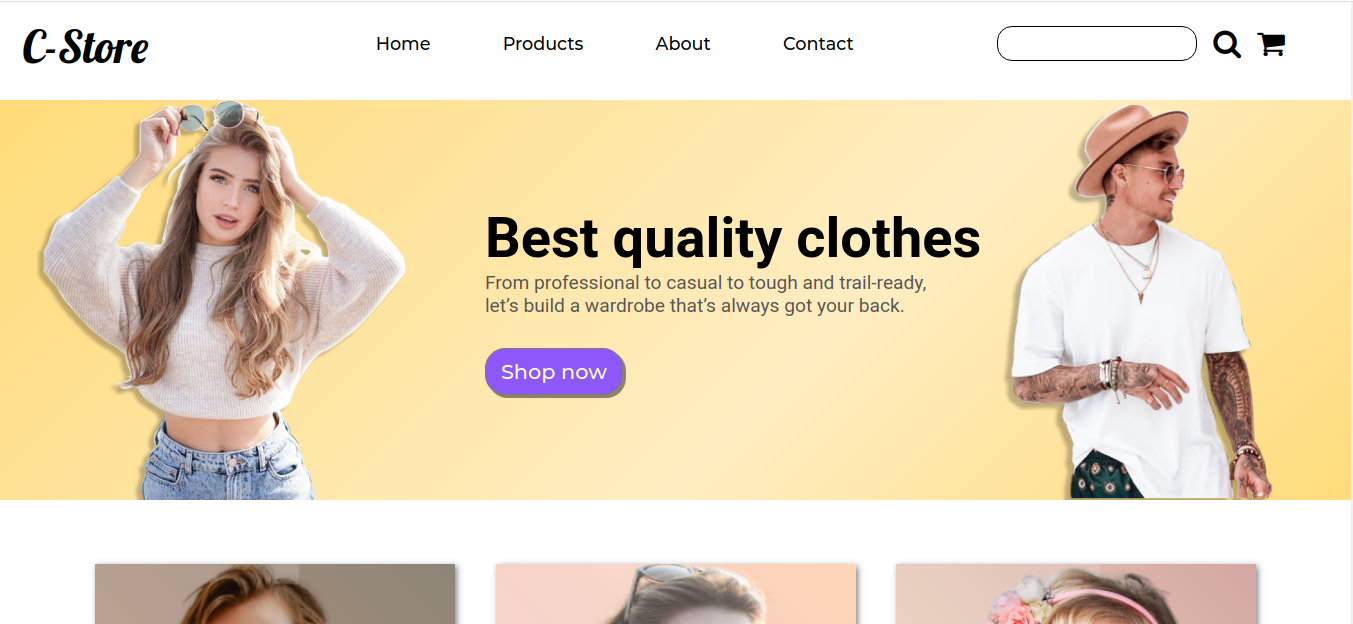 C-Store
Home
Products
About
Contact
Best quality clothes
From professional to casual to tough and trail-ready,
let’s build a wardrobe that’s always got your back.
Shop now